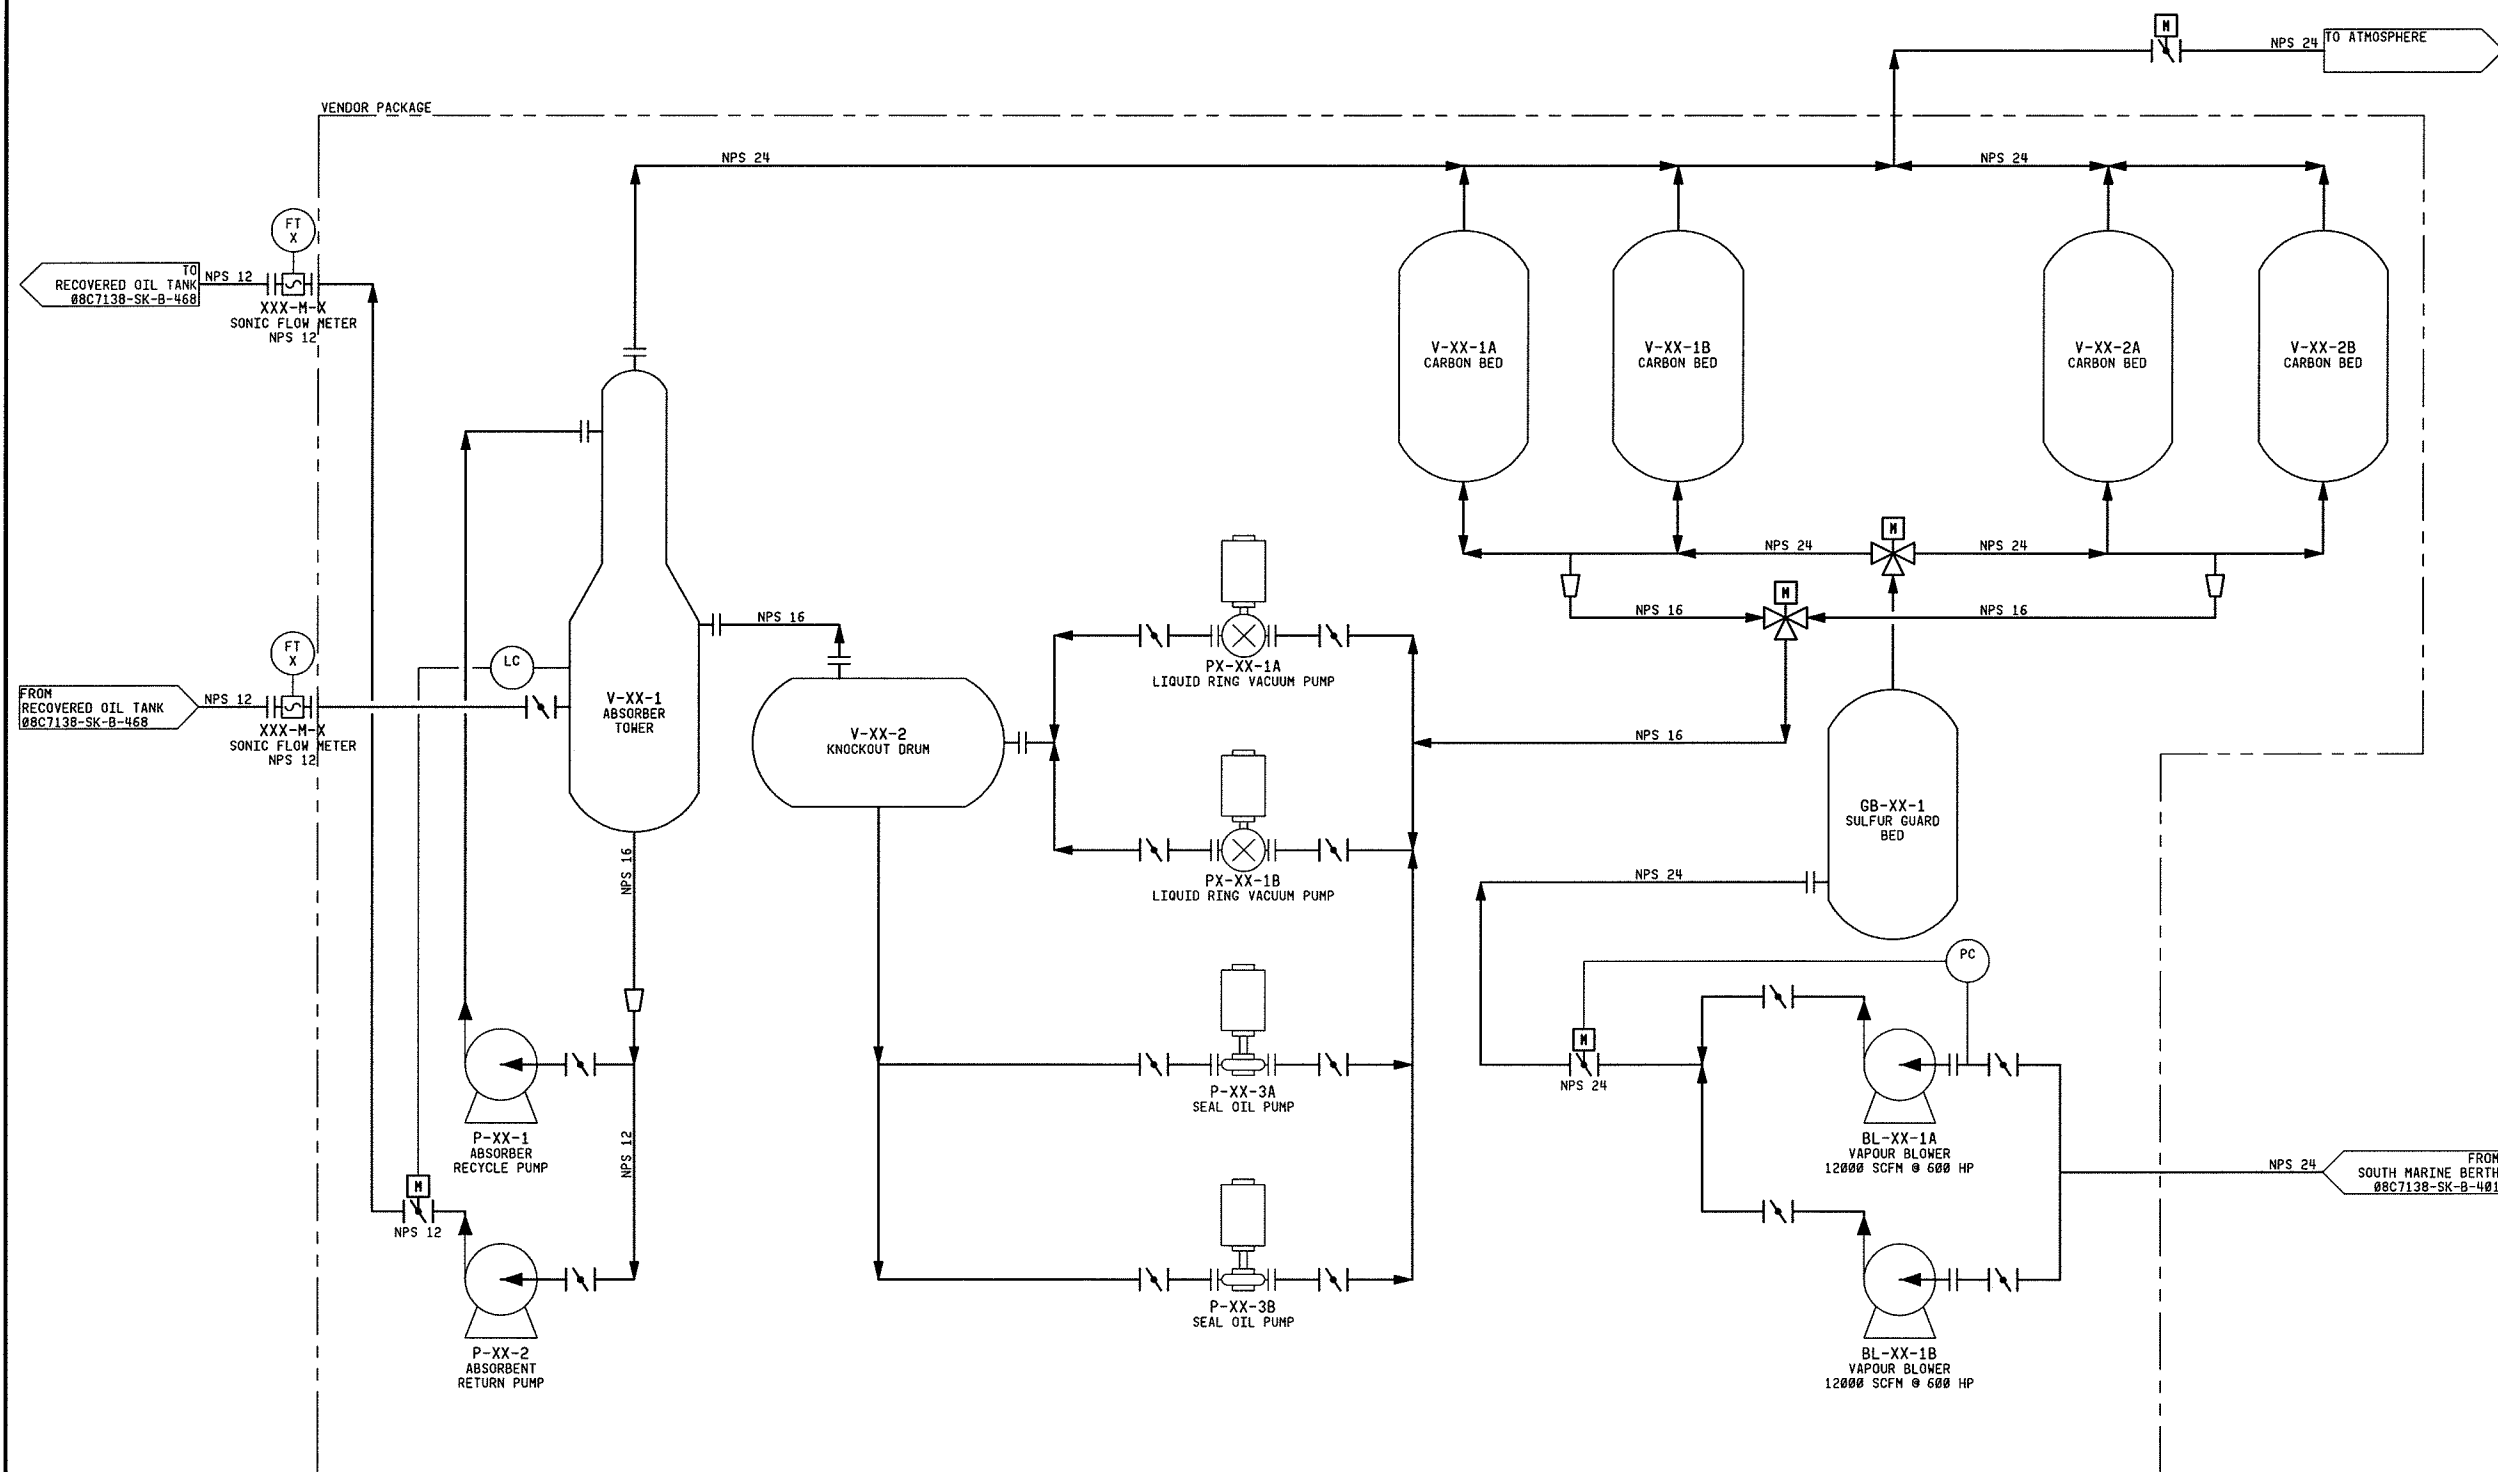 M
NPS 24
TO ATMOSPHERE
VENDOR PACKAGE
NPS 24
NPS 24
FT
X
TO
RECOVERED OIL TANK
08C7138-SK-B-468
NPS 12
XXX-M-X
SONIC FLOW METER
NPS 12
V-XX-1A
CARBON BED
V-XX-1B
CARBON BED
V-XX-2A
CARBON BED
V-XX-2B
CARBON BED
M
NPS 24
NPS 24
M
NPS 16
NPS 16
NPS 16
FT
X
LC
FROM
RECOVERED OIL TANK
08C7138-SK-B-468
NPS 12
XXX-M-X
SONIC FLOW METER
NPS 12
V-XX-1
ABSORBER
TOWER
NPS 16
V-XX-2
KNOCKOUT DRUM
PX-XX-1A
LIQUID RING VACUUM PUMP
PX-XX-1B
LIQUID RING VACUUM PUMP
NPS 16
GB-XX-1
SULFUR GUARD
BED
NPS 24
PC
M
NPS 24
P-XX-1
ABSORBER
RECYCLE PUMP
NPS 12
M
NPS 12
P-XX-2
ABSORBENT
RETURN PUMP
P-XX-3A
SEAL OIL PUMP
P-XX-3B
SEAL OIL PUMP
BL-XX-1A
VAPOUR BLOWER
12000 SCFM @ 600 HP
BL-XX-1B
VAPOUR BLOWER
12000 SCFM @ 600 HP
NPS 24
FROM
SOUTH MARINE BERTH
08C7138-SK-B-401